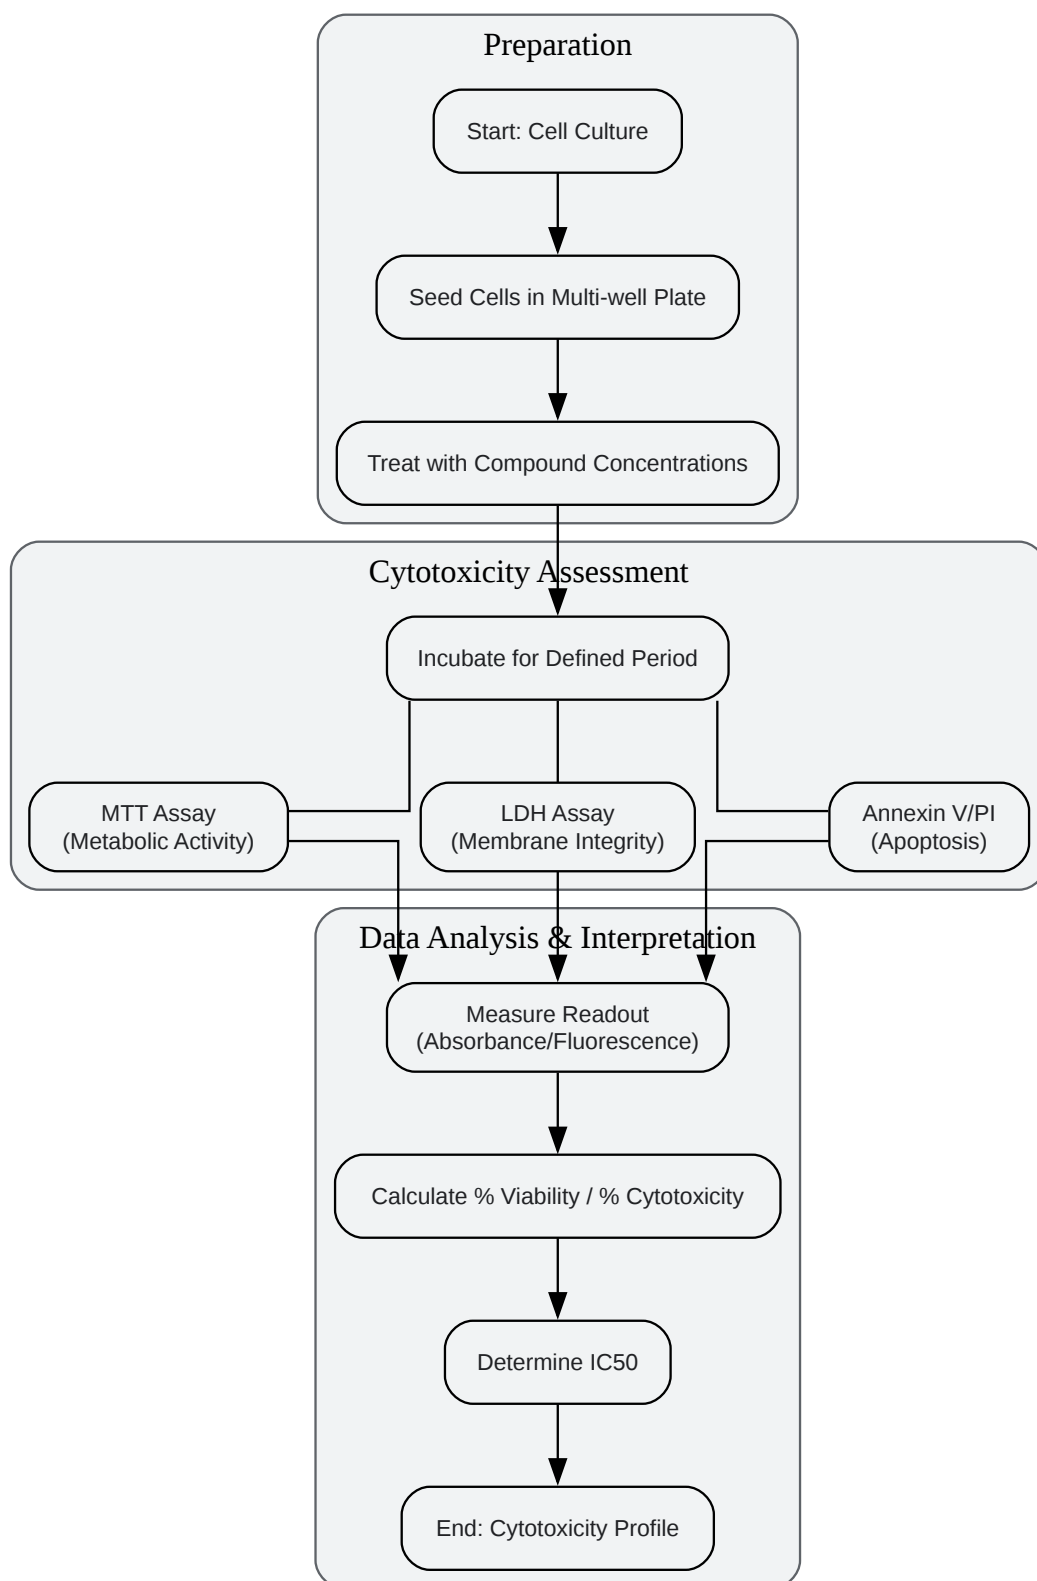 Preparation
Start: Cell Culture
Seed Cells in Multi-well Plate
Treat with Compound Concentrations
Cytotoxicity Assessment
Incubate for Defined Period
MTT Assay
(Metabolic Activity)
LDH Assay
(Membrane Integrity)
Annexin V/PI
(Apoptosis)
Data Analysis & Interpretation
Measure Readout
(Absorbance/Fluorescence)
Calculate % Viability / % Cytotoxicity
Determine IC50
End: Cytotoxicity Profile